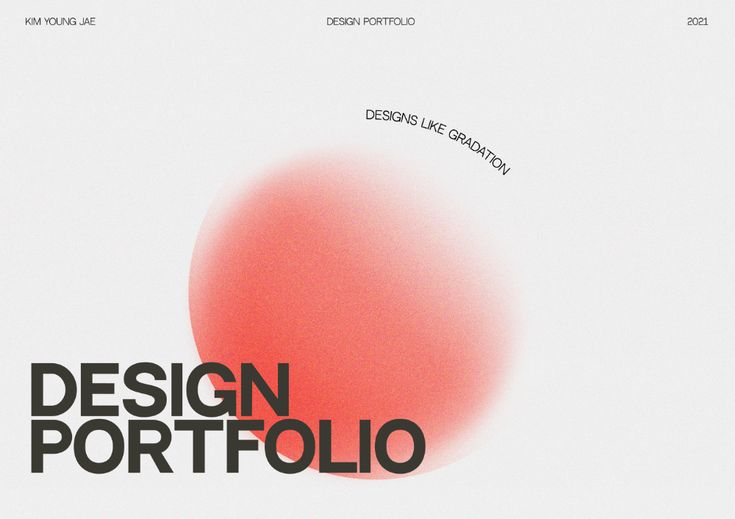 KIM YOUNG JAE
DESIGN PORTFOLIO
2021
DESIGNS LIKE GRADATION
DESIGN
PORTFOLIO